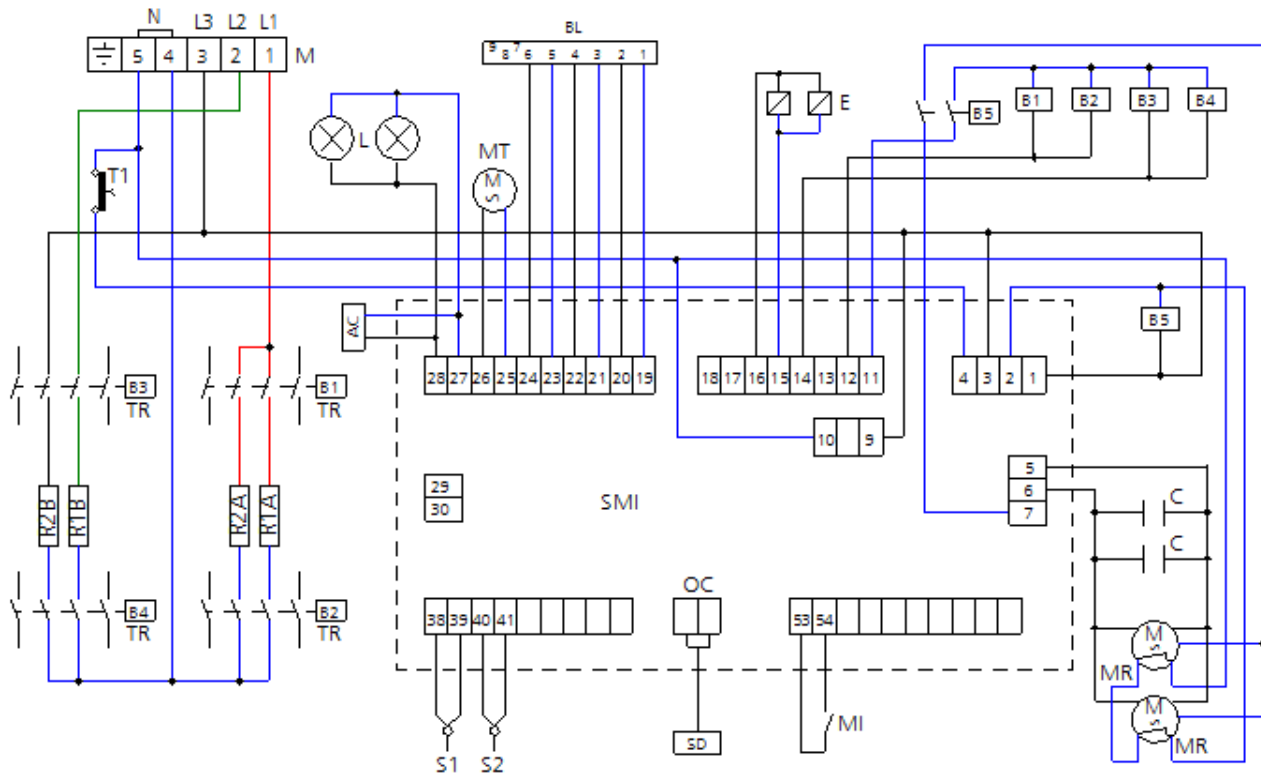 N L3 L2 L1
5 4 3 2 1 M
BL
9 8 7 6 5 4 3 2 1
E
B5
B1 B2 B3 B4
L
MT
M
S
T1
AC
B5
28 27 26 25 24 23 22 21 20 19
18 17 16 15 14 13 12 11
4 3 2 1
B3
TR
B1
TR
10 9
5
6
7
29
30
SMI
R2B R1B R2A R1A
C
C
B4
TR
B2
TR
OC
38 39 40 41
53 54
M
S
MR
M
S
MR
MI
SD
S1 S2